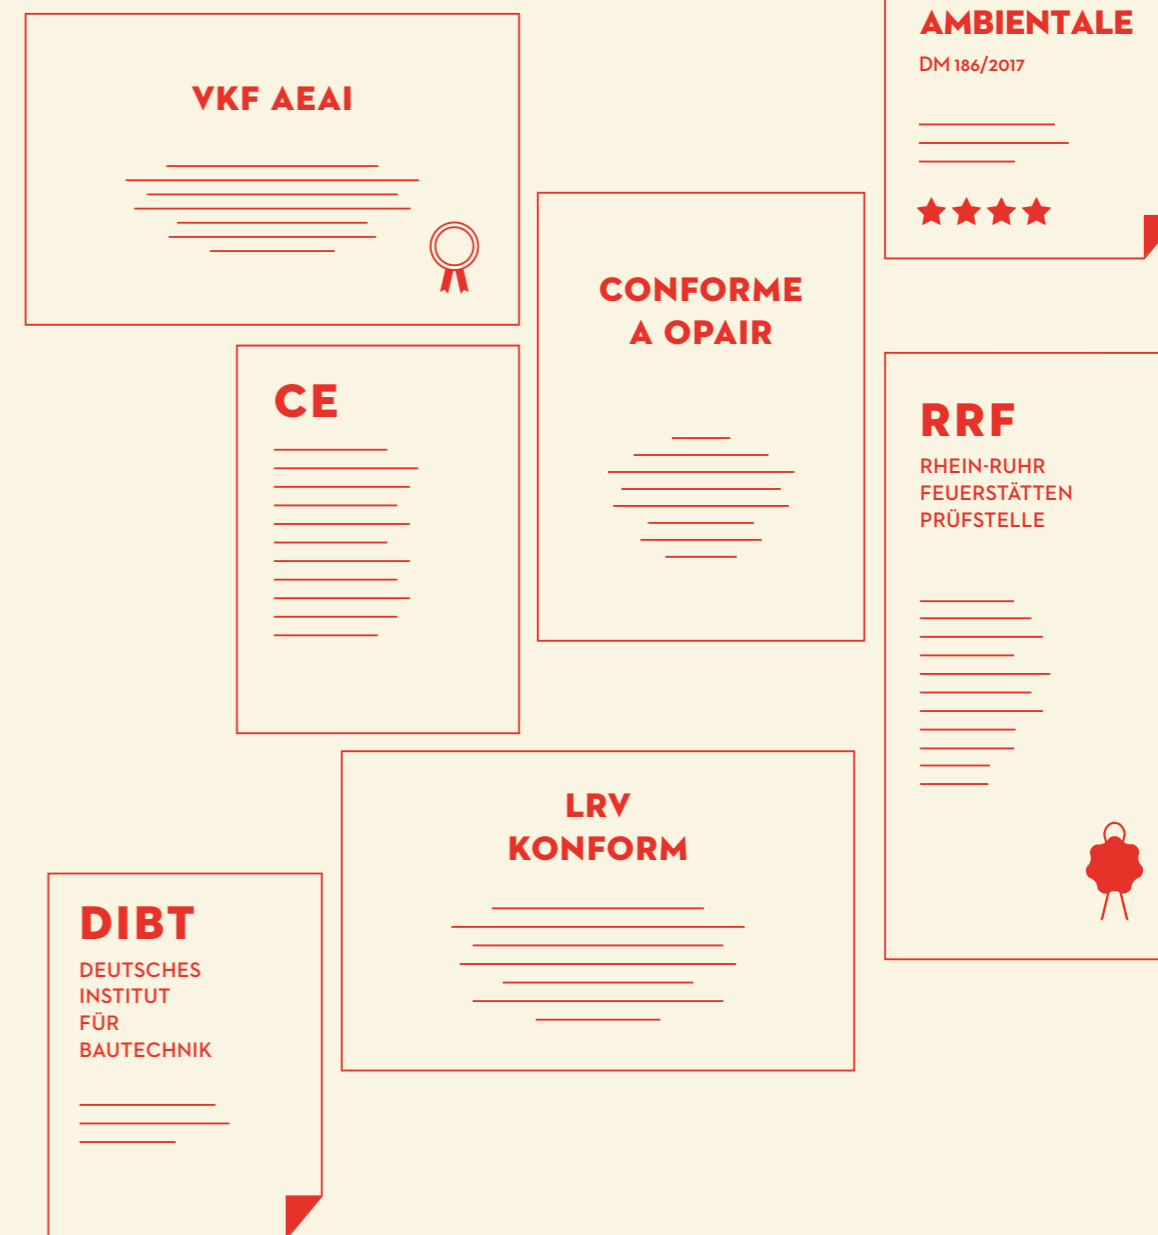 VKF AEAI
AMBIENTALE
DM 186/2017
CONFORME
A OPAIR
CE
RRF
RHEIN-RUHR
FEUERSTÄTTEN
PRÜFSTELLE
LRV
KONFORM
DIBT
DEUTSCHES
INSTITUT
FÜR
BAUTECHNIK